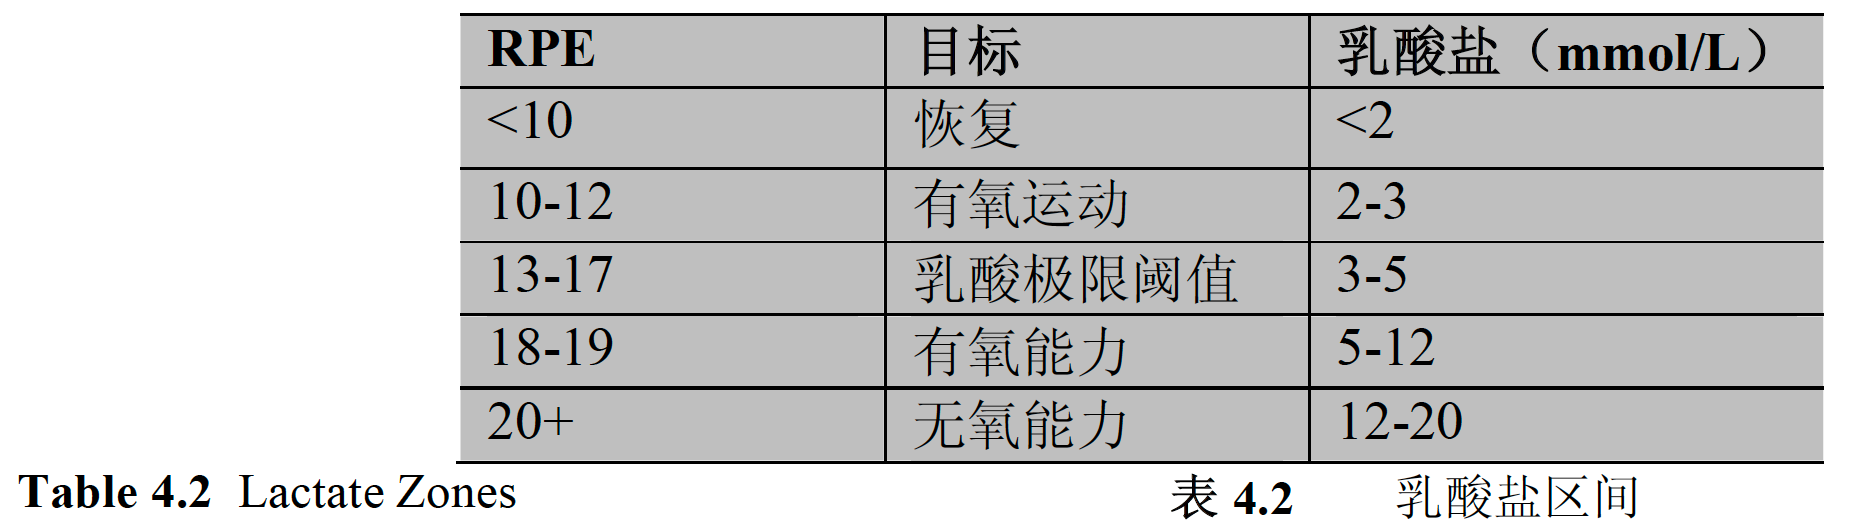 RPE 目标 乳酸盐（mmol/L）
<10 恢复 <2
10-12 有氧运动 2-3
13-17 乳酸极限阈值 3-5
18-19 有氧能力 5-12
20+ 无氧能力 12-20
Table 4.2 Lactate Zones 表 4.2 乳酸盐区间